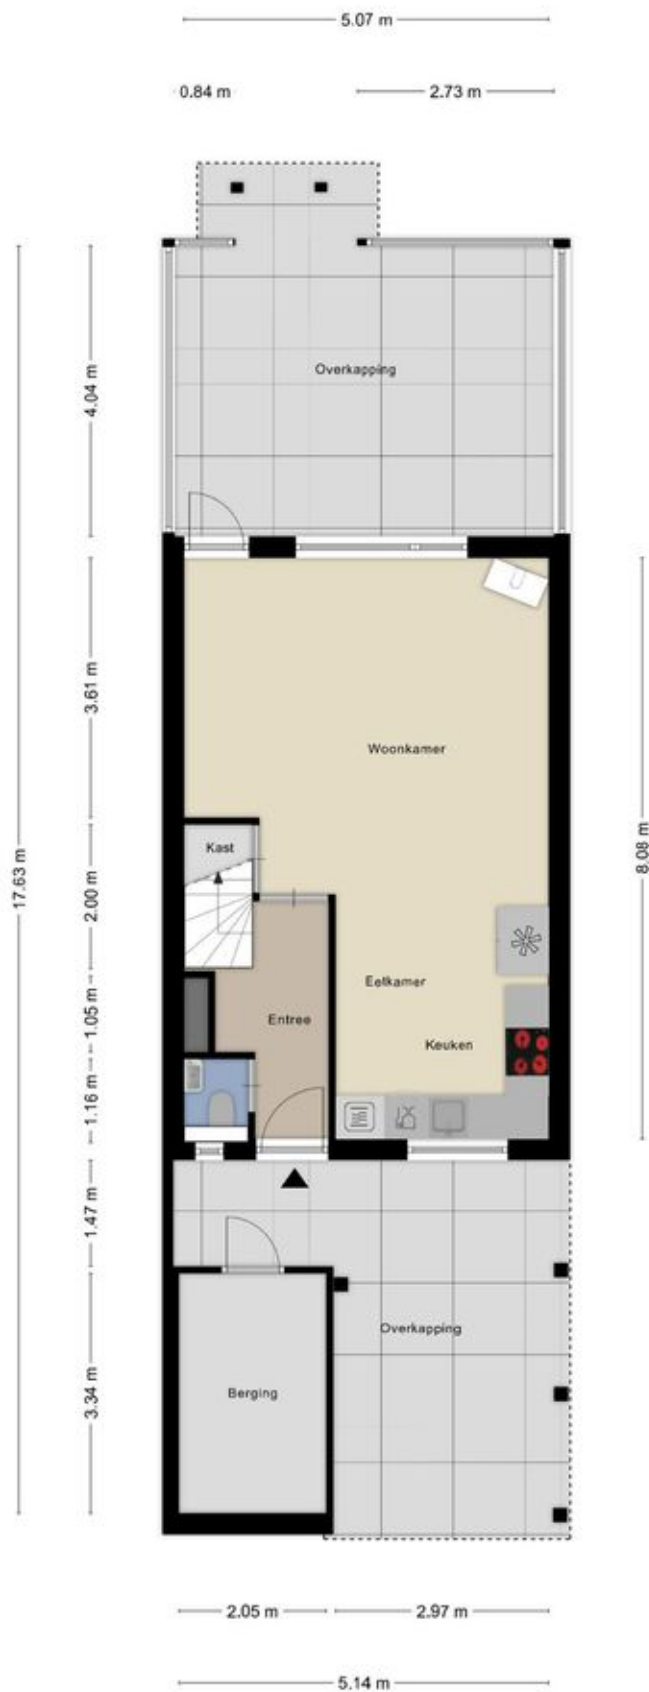 5.07 m
0.84 m
2.73 m
Overkapping
4.04 m
3.61 m
Woonkamer
8.08 m
17.63 m
Kast
2.00 m
Eetkamer
Entree
1.05 m
Keuken
1.16 m
1.47 m
Overkapping
3.34 m
Berging
2.05 m
2.97 m
5.14 m